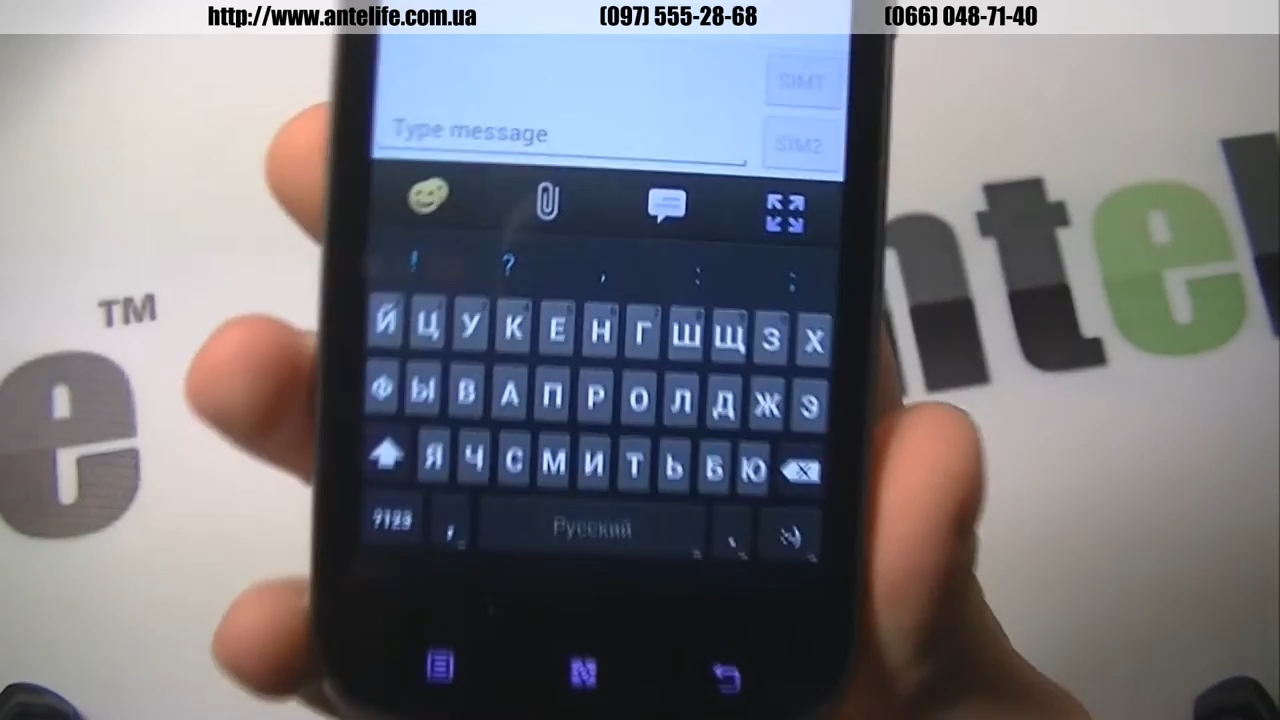 http://www.antelife.com.ua (097) 555-28-68 (066) 048-71-40
SIM1
Type message
SIM2
! ? , : ;
Й Ц У К Е Н Г Ш Щ З Х
TM
Ф Ы В А П Р О Л Д Ж Э
Я Ч С М И Т Ь Б Ю
?123 , Русский . :-)
e
ntel